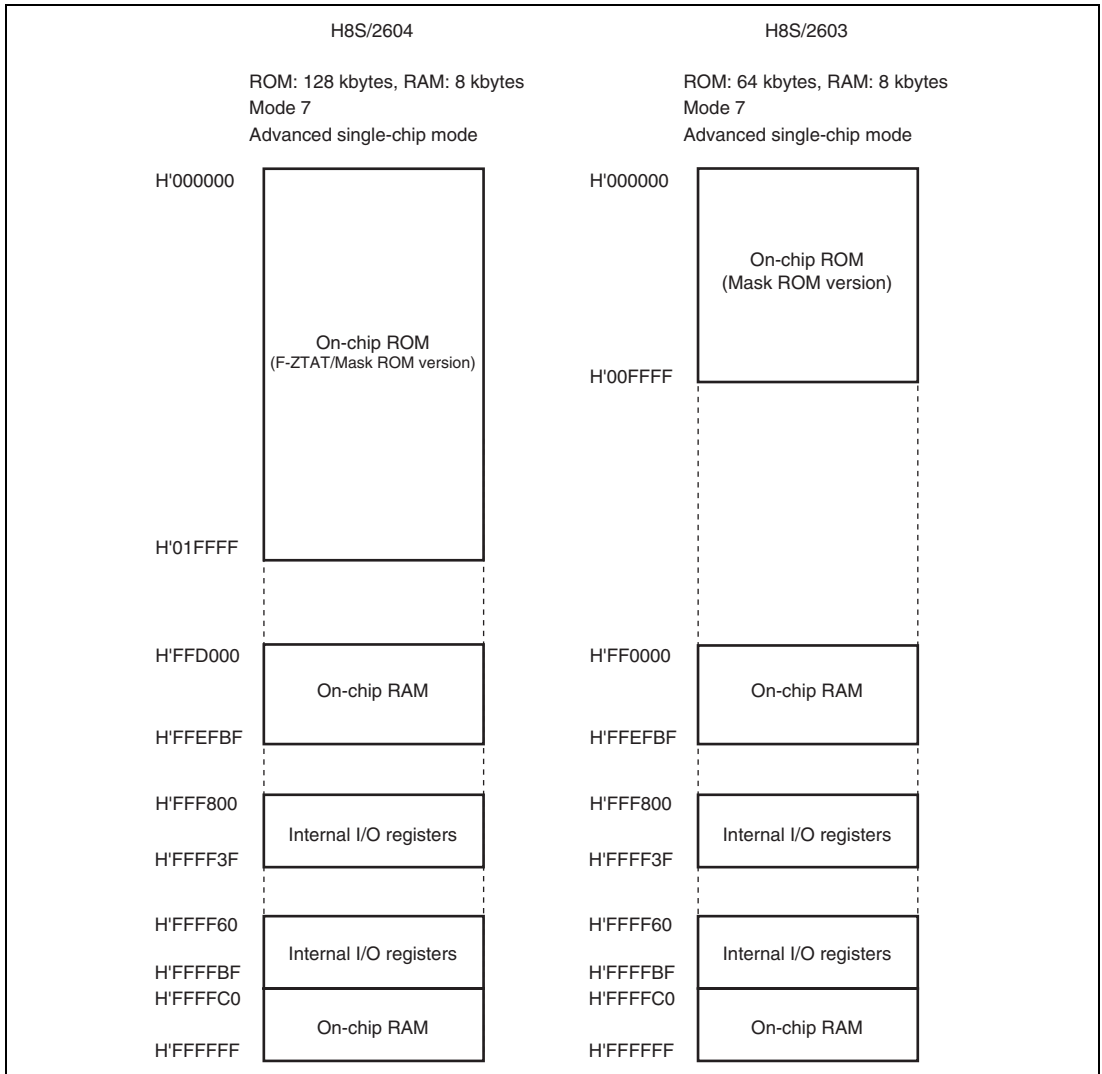 H8S/2604
ROM: 128 kbytes, RAM: 8 kbytes
Mode 7
Advanced single-chip mode
H'000000
On-chip ROM
(F-ZTAT/Mask ROM version)
H'01FFFF
H'FFD000
On-chip RAM
H'FFEFBF
H'FFF800
Internal I/O registers
H'FFFF3F
H'FFFF60
Internal I/O registers
H'FFFFBF
H'FFFFC0
On-chip RAM
H'FFFFFF
H8S/2603
ROM: 64 kbytes, RAM: 8 kbytes
Mode 7
Advanced single-chip mode
H'000000
On-chip ROM
(Mask ROM version)
H'00FFFF
H'FF0000
On-chip RAM
H'FFEFBF
H'FFF800
Internal I/O registers
H'FFFF3F
H'FFFF60
Internal I/O registers
H'FFFFBF
H'FFFFC0
On-chip RAM
H'FFFFFF